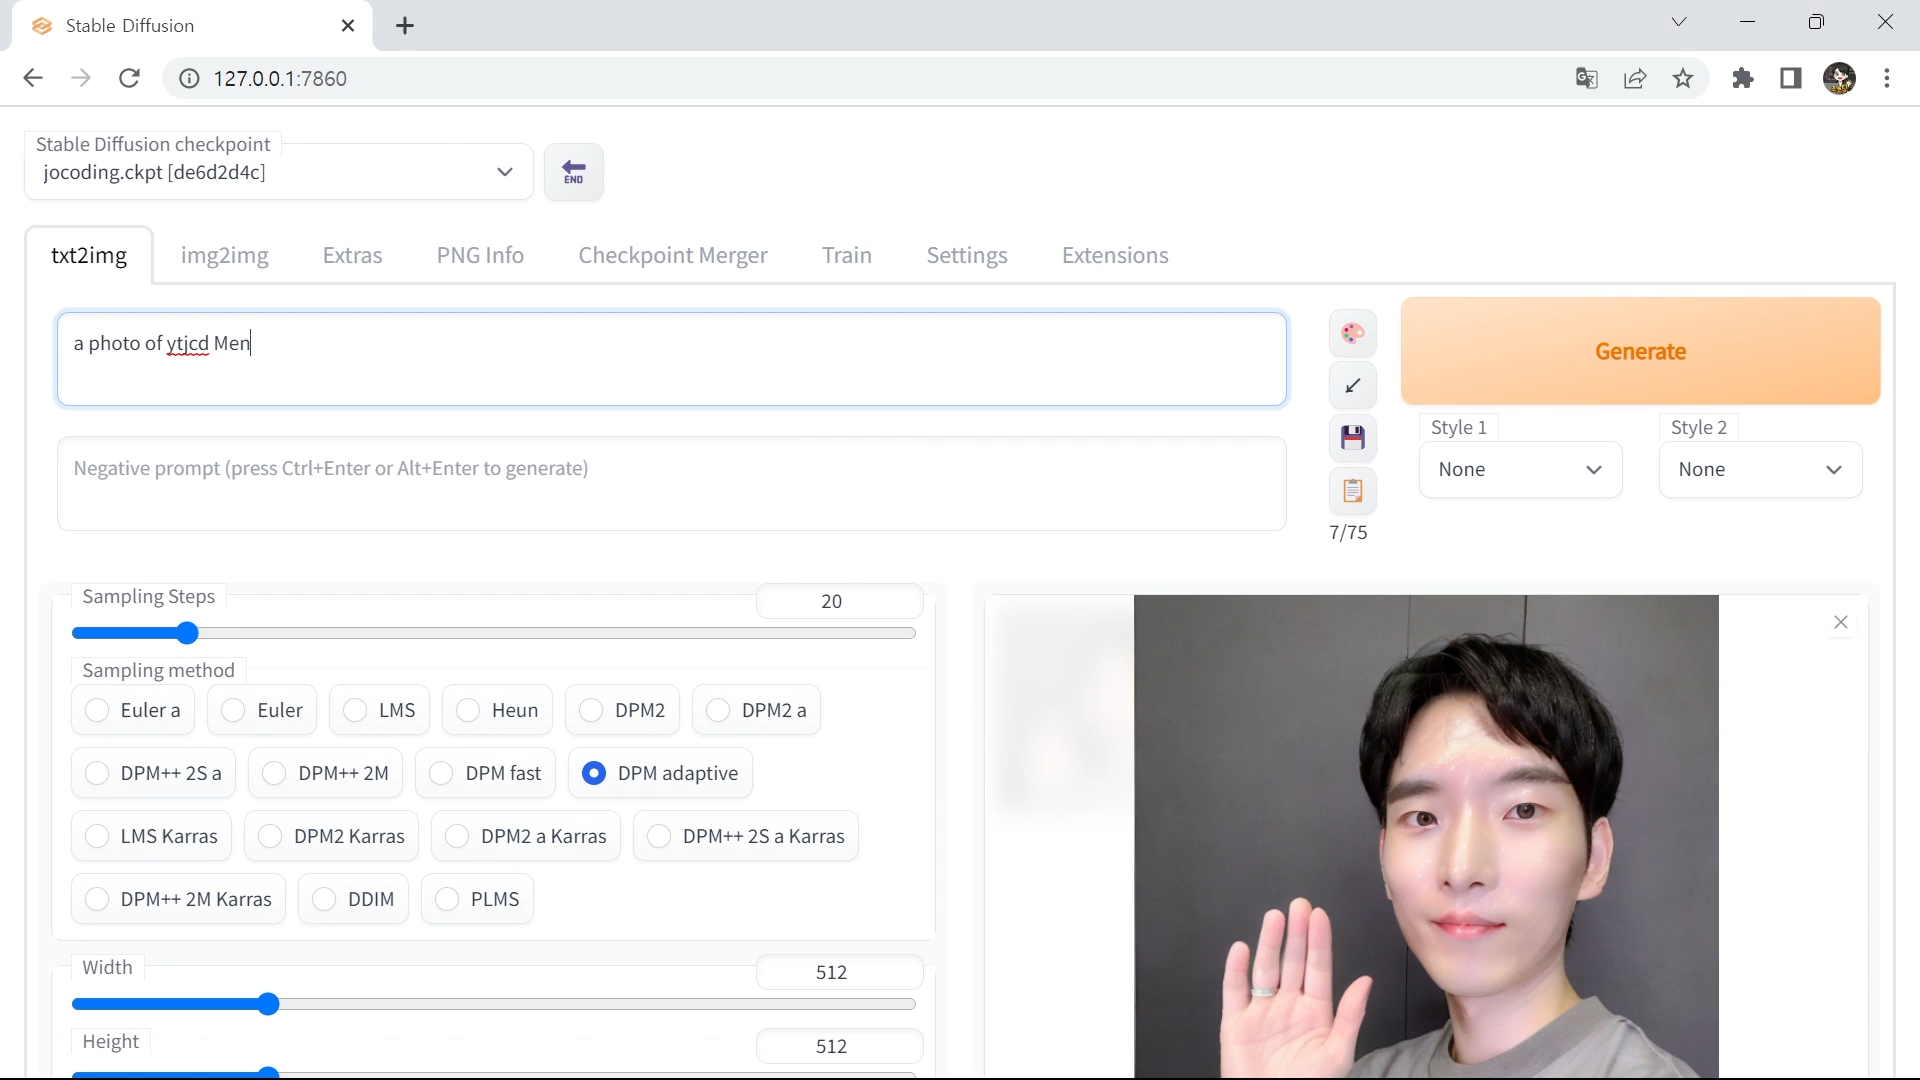 Stable Diffusion
127.0.0.1:7860
Stable Diffusion checkpoint
jocoding.ckpt [de6d2d4c]
END
txt2img img2img Extras PNG Info Checkpoint Merger Train Settings Extensions
a photo of ytjcd Men
Generate
Style 1 Style 2
None None
Negative prompt (press Ctrl+Enter or Alt+Enter to generate)
7/75
Sampling Steps 20
Sampling method
Euler a Euler LMS Heun DPM2 DPM2 a
DPM++ 2S a DPM++ 2M DPM fast DPM adaptive
LMS Karras DPM2 Karras DPM2 a Karras DPM++ 2S a Karras
DPM++ 2M Karras DDIM PLMS
Width 512
Height 512